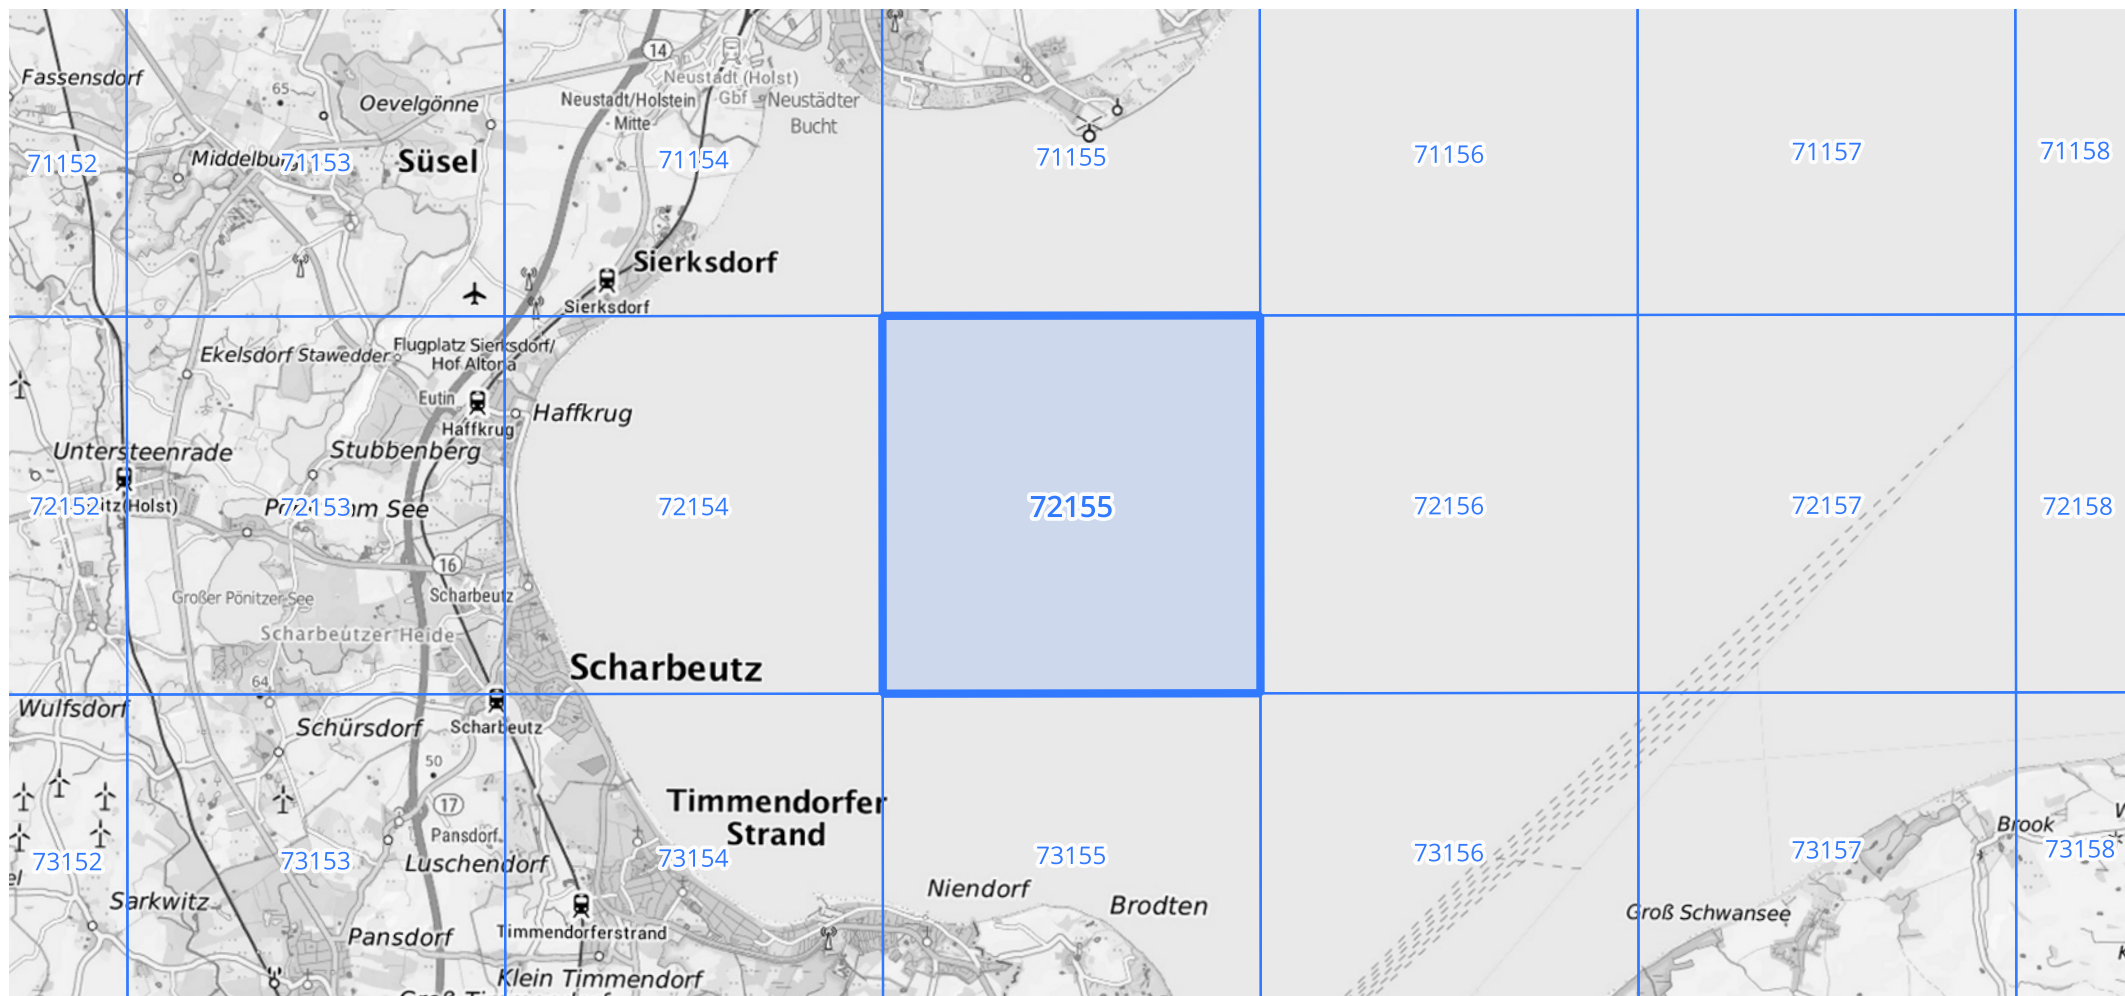 Fassensdorf
65
Oevelgönne
14
Neustadt (Holst)
Gbf
Neustadt/Holstein
Mitte
Neustädter
Bucht
71152
71153
Süsel
71154
71155
71156
71157
71158
Sierksdorf
Sierksdorf
Ekelsdorf
Stawedder
Flugplatz Sierksdorf/
Hof Altona
Eutin
Haffkrug
Haffkrug
Untersteenrade
Stubbenberg
72152
itz(Holst)
72153
am See
72154
72155
72156
72157
72158
16
Scharbeutz
Großer Pönitzer See
Scharbeutzer Heide
Scharbeutz
64
Wulfsdorf
Schürsdorf
Scharbeutz
50
17
Pansdorf
Timmendorfer
Strand
Luschendorf
73152
73153
73154
73155
73156
73157
73158
Brook
el
Sarkwitz
Niendorf
Brodten
Groß Schwansee
Pansdorf
Timmendorferstrand
Klein Timmendorf